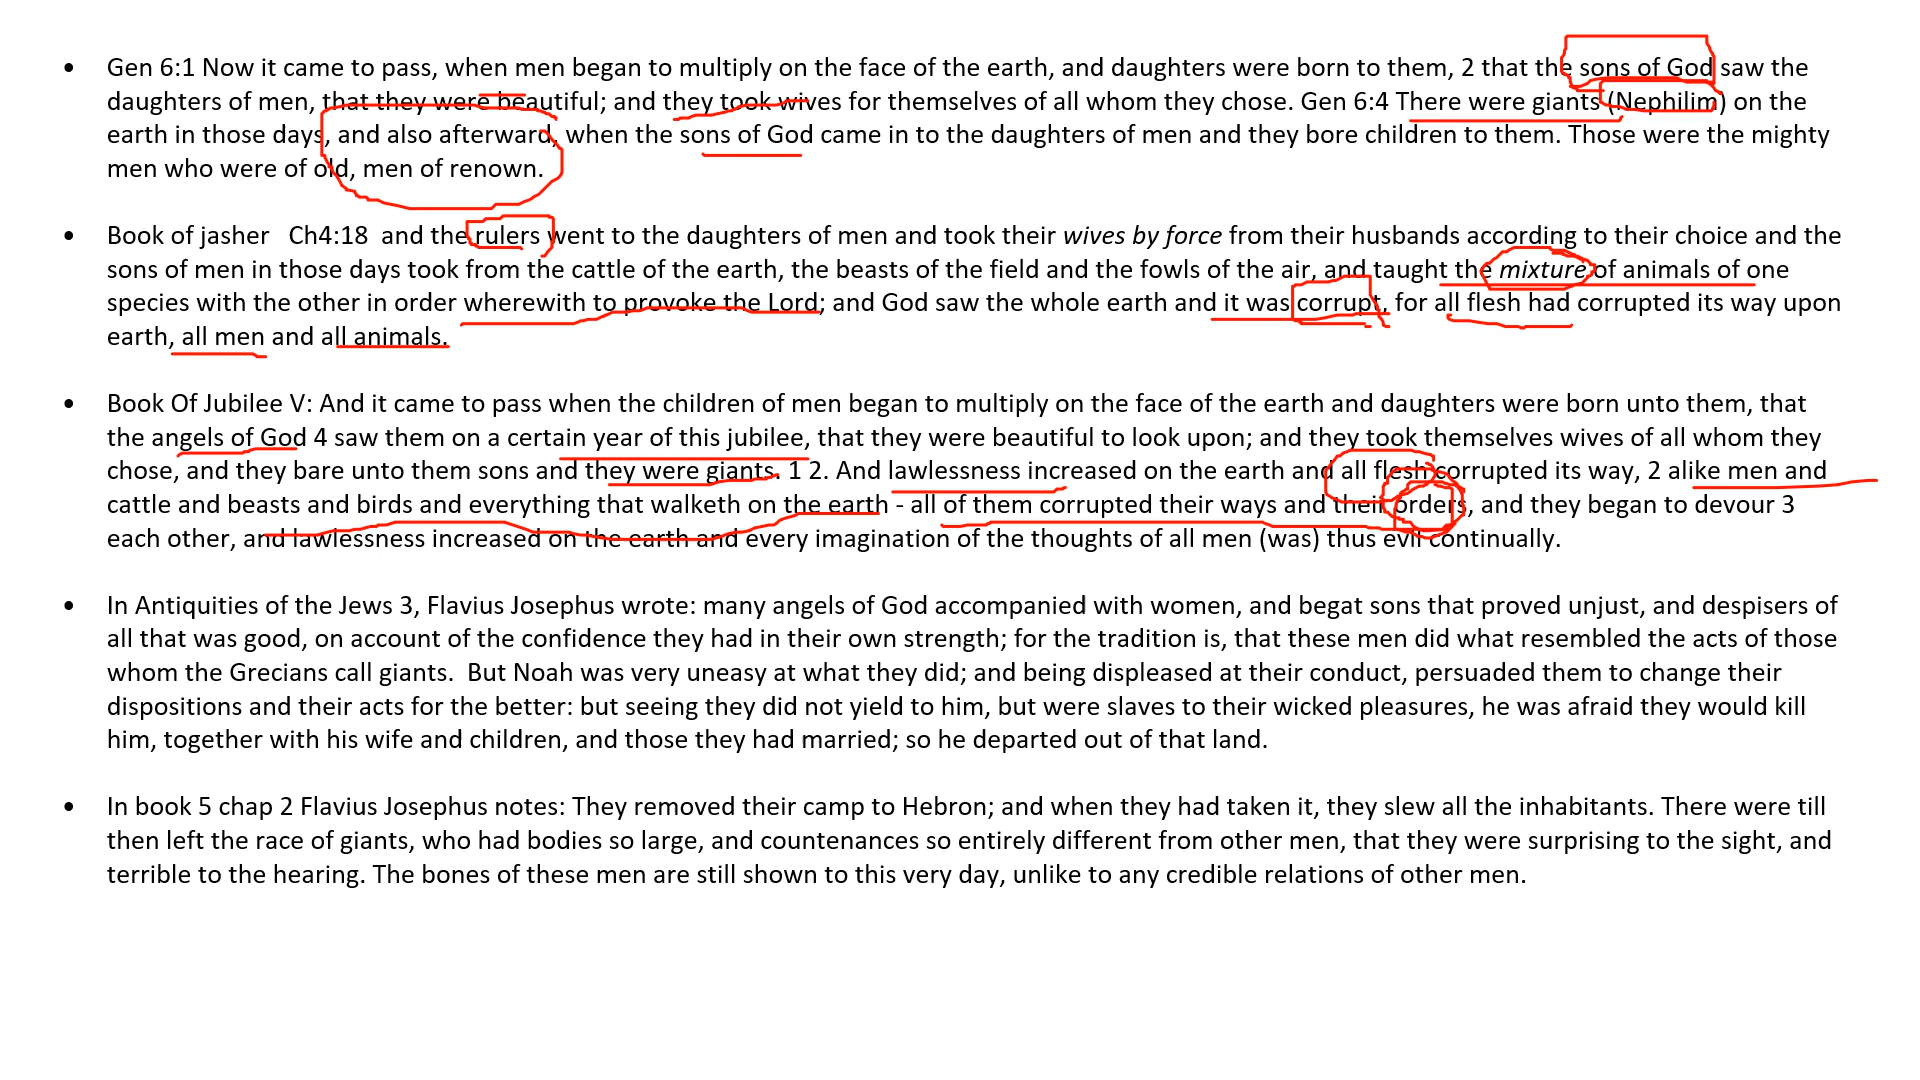 • Gen 6:1 Now it came to pass, when men began to multiply on the face of the earth, and daughters were born to them, 2 that the sons of God saw the
daughters of men, that they were beautiful; and they took wives for themselves of all whom they chose. Gen 6:4 There were giants (Nephilim) on the
earth in those days, and also afterward, when the sons of God came in to the daughters of men and they bore children to them. Those were the mighty
men who were of old, men of renown.
• Book of jasher Ch4:18 and the rulers went to the daughters of men and took their wives by force from their husbands according to their choice and the
sons of men in those days took from the cattle of the earth, the beasts of the field and the fowls of the air, and taught the mixture of animals of one
species with the other in order wherewith to provoke the Lord; and God saw the whole earth and it was corrupt, for all flesh had corrupted its way upon
earth, all men and all animals.
• Book Of Jubilee V: And it came to pass when the children of men began to multiply on the face of the earth and daughters were born unto them, that
the angels of God 4 saw them on a certain year of this jubilee, that they were beautiful to look upon; and they took themselves wives of all whom they
chose, and they bare unto them sons and they were giants. 1 2. And lawlessness increased on the earth and all flesh corrupted its way, 2 alike men and
cattle and beasts and birds and everything that walketh on the earth - all of them corrupted their ways and their orders, and they began to devour 3
each other, and lawlessness increased on the earth and every imagination of the thoughts of all men (was) thus evil continually.
• In Antiquities of the Jews 3, Flavius Josephus wrote: many angels of God accompanied with women, and begat sons that proved unjust, and despisers of
all that was good, on account of the confidence they had in their own strength; for the tradition is, that these men did what resembled the acts of those
whom the Grecians call giants. But Noah was very uneasy at what they did; and being displeased at their conduct, persuaded them to change their
dispositions and their acts for the better: but seeing they did not yield to him, but were slaves to their wicked pleasures, he was afraid they would kill
him, together with his wife and children, and those they had married; so he departed out of that land.
• In book 5 chap 2 Flavius Josephus notes: They removed their camp to Hebron; and when they had taken it, they slew all the inhabitants. There were till
then left the race of giants, who had bodies so large, and countenances so entirely different from other men, that they were surprising to the sight, and
terrible to the hearing. The bones of these men are still shown to this very day, unlike to any credible relations of other men.